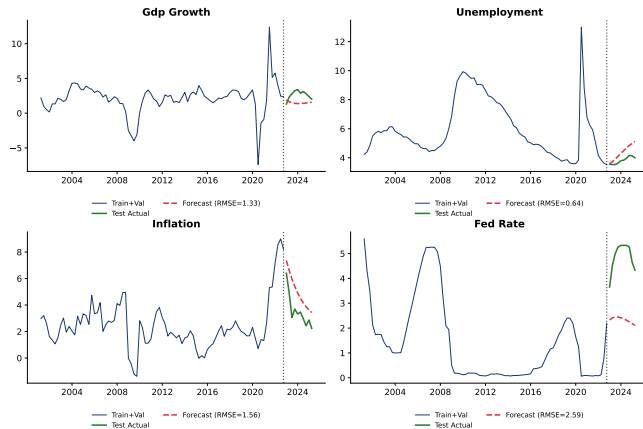 Gdp Growth
10
5
0
−5
2004 2008 2012 2016 2020 2024
Train+Val
Test Actual
Forecast (RMSE=1.33)
Unemployment
12
10
8
6
4
2004 2008 2012 2016 2020 2024
Train+Val
Test Actual
Forecast (RMSE=0.64)
Inflation
8
6
4
2
0
2004 2008 2012 2016 2020 2024
Train+Val
Test Actual
Forecast (RMSE=1.56)
Fed Rate
5
4
3
2
1
0
2004 2008 2012 2016 2020 2024
Train+Val
Test Actual
Forecast (RMSE=2.59)